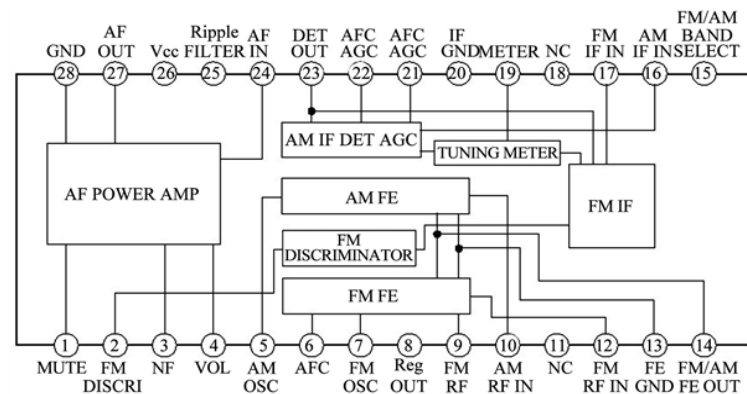 FM/AM
AF Ripple AF DET AFC AFC IF FM AM BAND
GND OUT Vcc FILTER IN OUT AGC AGC GND METER NC IF IN IF IN SELECT
28 27 26 25 24 23 22 21 20 19 18 17 16 15
AM IF DET AGC
TUNING METER
AF POWER AMP
AM FE
FM IF
FM
DISCRIMINATOR
FM FE
1 2 3 4 5 6 7 8 9 10 11 12 13 14
MUTE FM NF VOL AM AFC FM Reg FM AM NC FM FE FM/AM
DISCRI OSC OSC OUT RF RF IN RF IN GND FE OUT